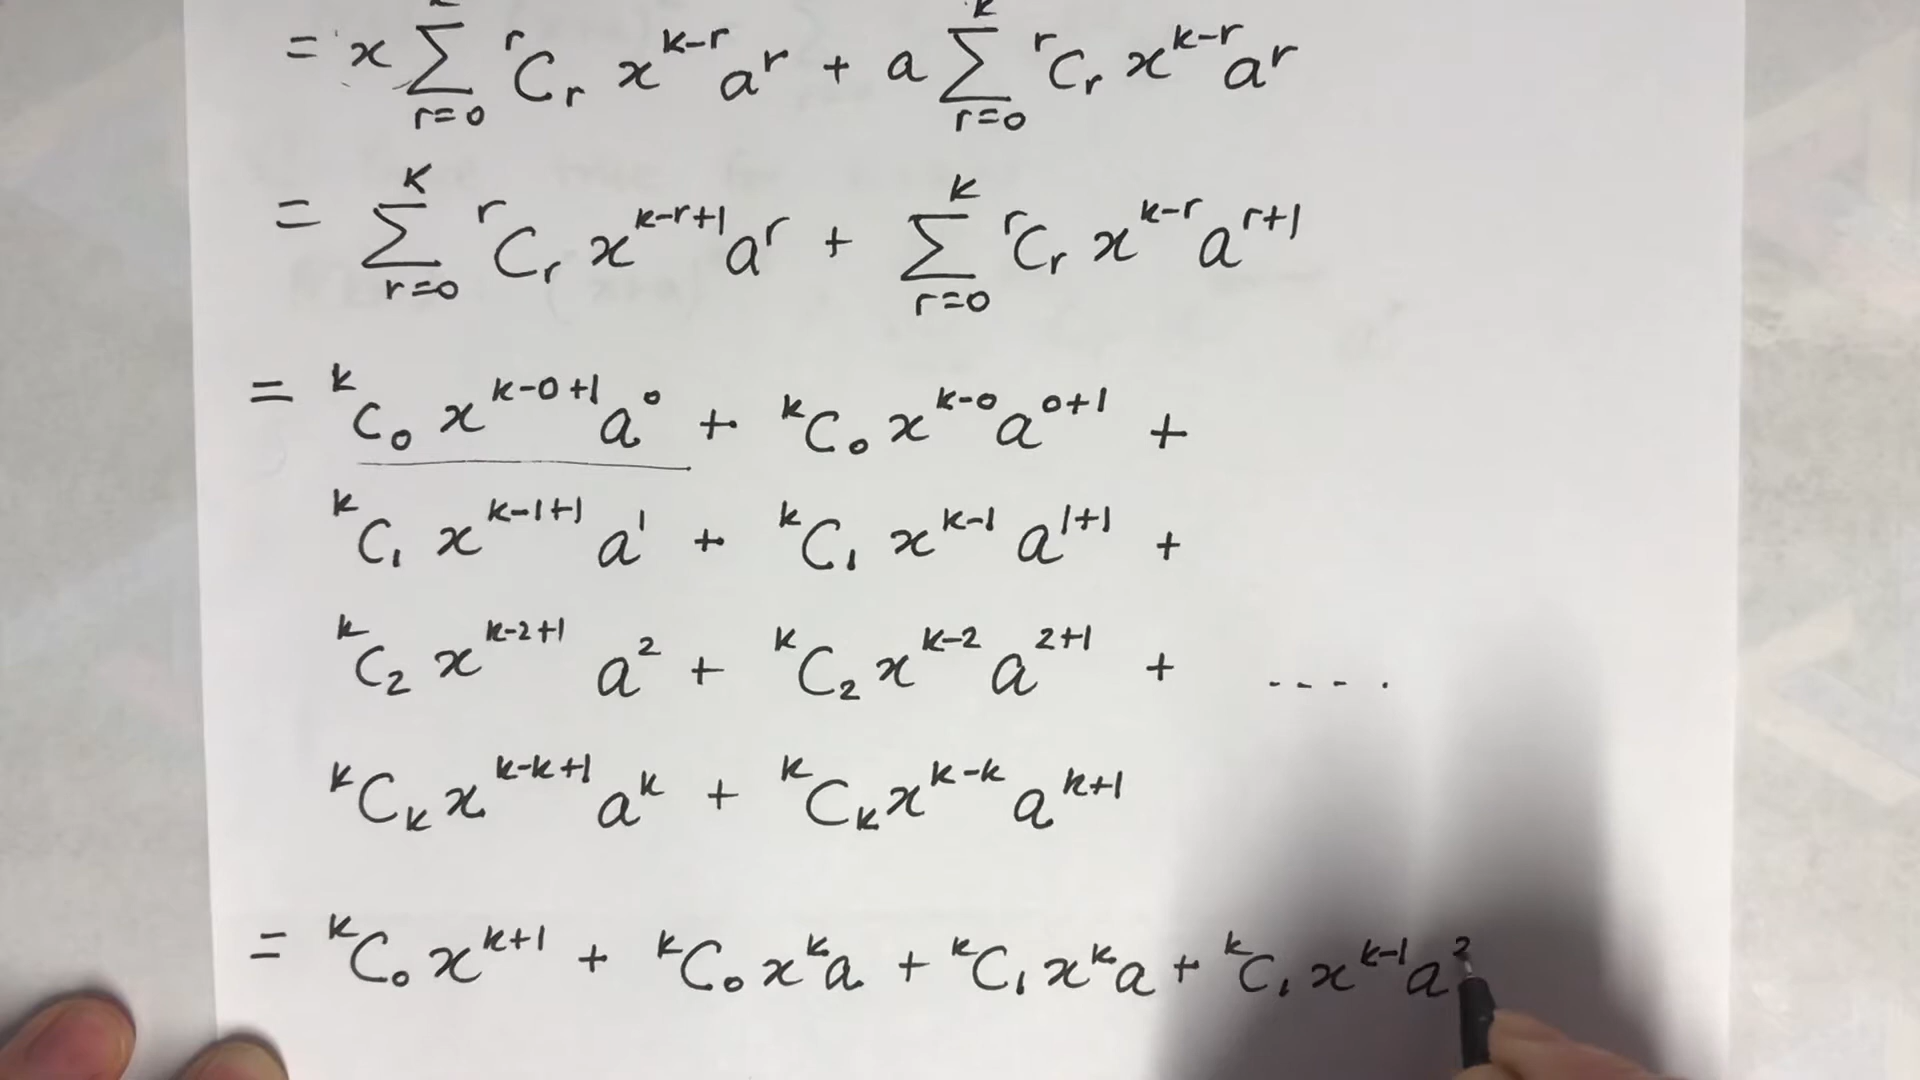 = x Σ_{r=0} ^rC_r x^{k-r} a^r + a Σ_{r=0}^{k} ^rC_r x^{k-r} a^r
= Σ_{r=0}^{k} ^rC_r x^{k-r+1} a^r + Σ_{r=0}^{k} ^rC_r x^{k-r} a^{r+1}
= ^kC_0 x^{k-0+1} a^0 + ^kC_0 x^{k-0} a^{0+1} +
^kC_1 x^{k-1+1} a^1 + ^kC_1 x^{k-1} a^{1+1} +
^kC_2 x^{k-2+1} a^2 + ^kC_2 x^{k-2} a^{2+1} + ....
^kC_k x^{k-k+1} a^k + ^kC_k x^{k-k} a^{k+1}
= ^kC_0 x^{k+1} + ^kC_0 x^k a + ^kC_1 x^k a + ^kC_1 x^{k-1} a^2